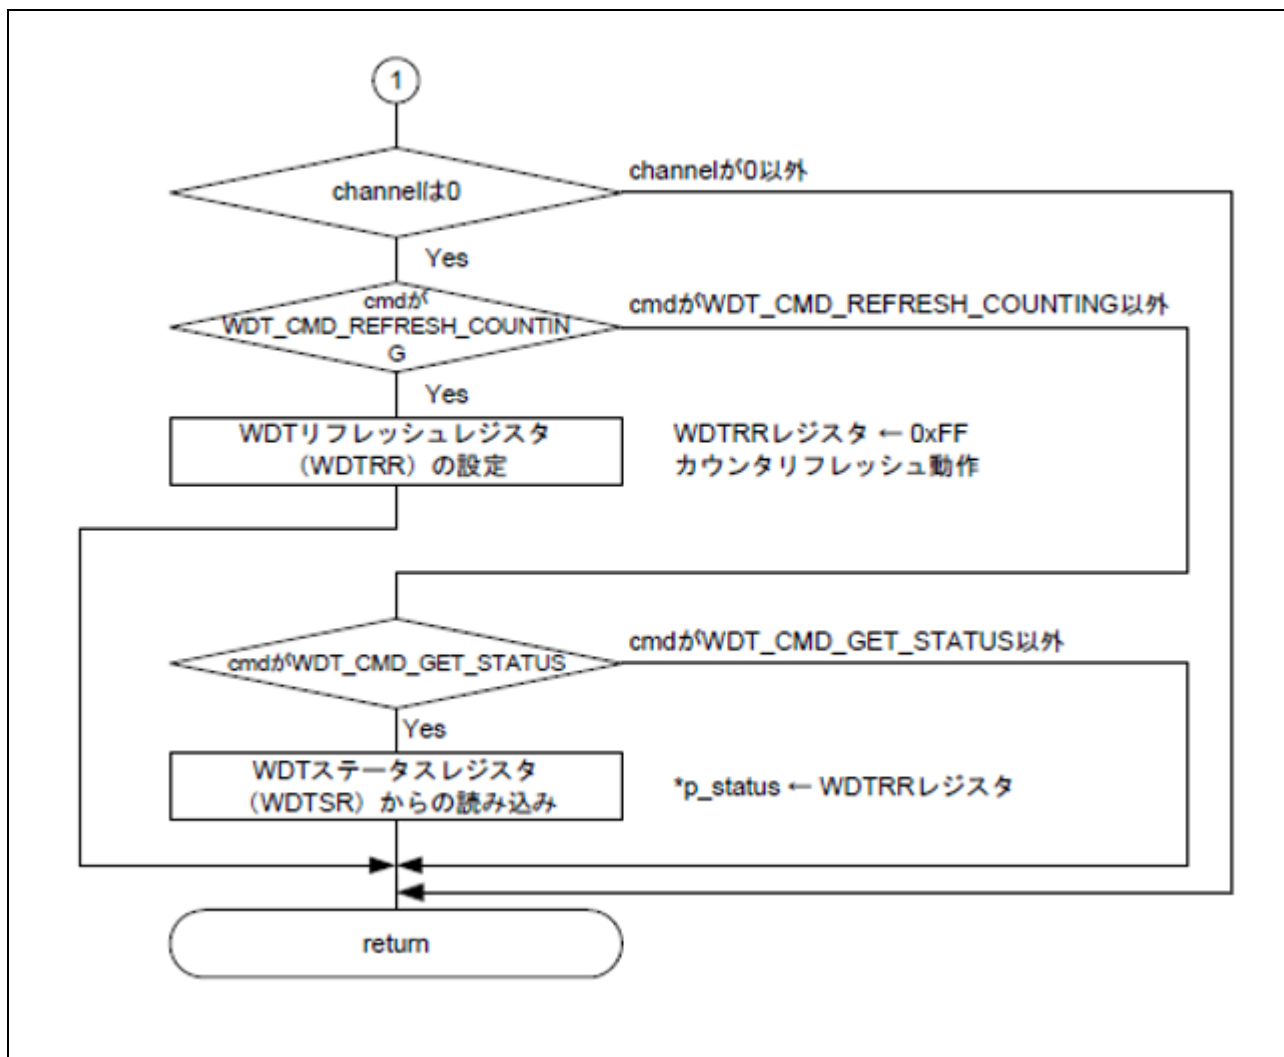 1
channelは0
channelが0以外
Yes
cmdが
WDT_CMD_REFRESH_COUNTIN
G
cmdがWDT_CMD_REFRESH_COUNTING以外
Yes
WDTリフレッシュレジスタ
（WDTRR）の設定
WDTRRレジスタ ← 0xFF
カウンタリフレッシュ動作
cmdがWDT_CMD_GET_STATUS
cmdがWDT_CMD_GET_STATUS以外
Yes
WDTステータスレジスタ
（WDTSR）からの読み込み
*p_status ← WDTRRレジスタ
return